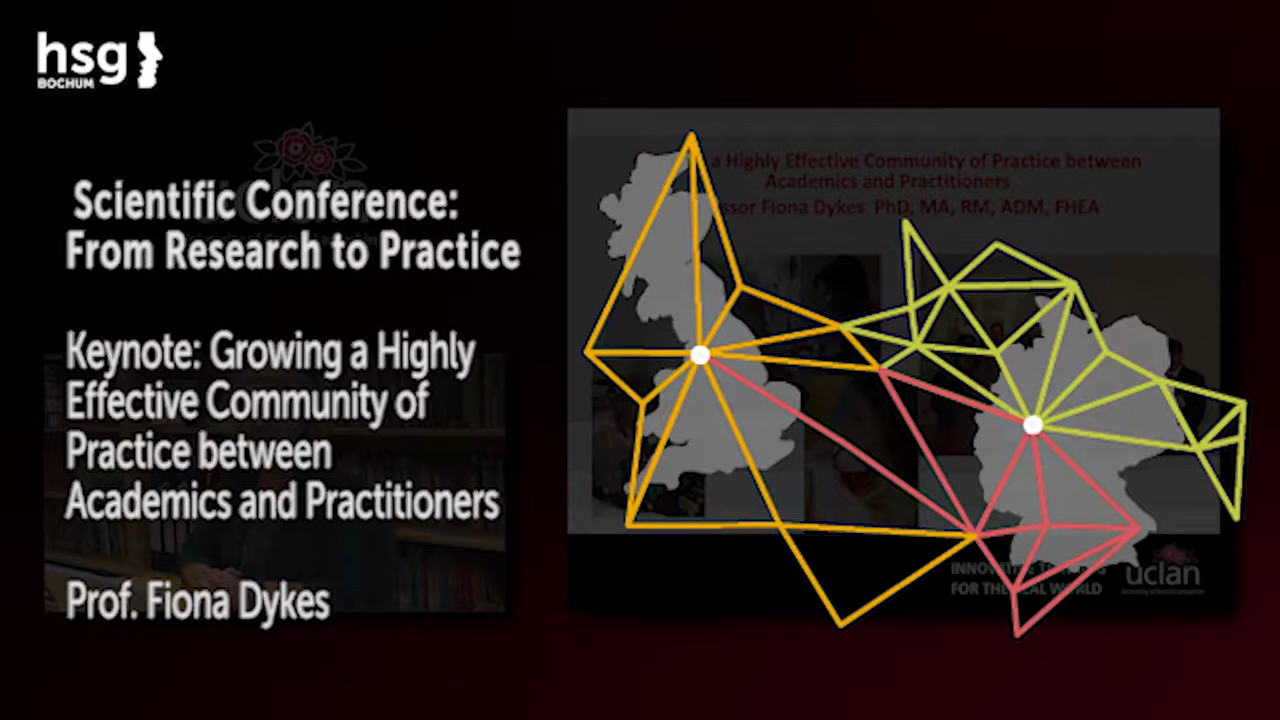 hsg
BOCHUM
Scientific Conference:
From Research to Practice
Keynote: Growing a Highly
Effective Community of
Practice between
Academics and Practitioners
Prof. Fiona Dykes
a Highly Effective Community of Practice between
Academics and Practitioners
Fiona Dykes PhD, MA, RM, ADM, FHEA
FOR THE
uclan